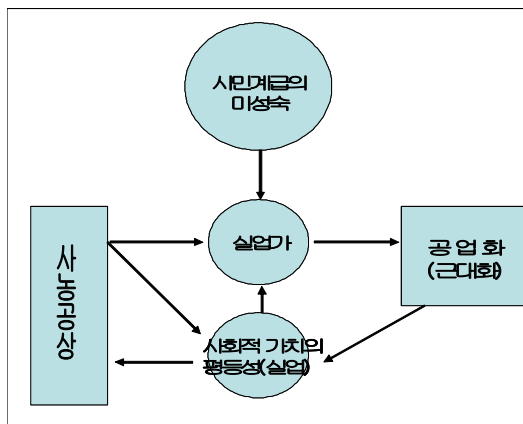 시민계급의
미성숙
사농공상
실업가
공 업 화
(근대화)
사회적 가치의
평등성(실업)